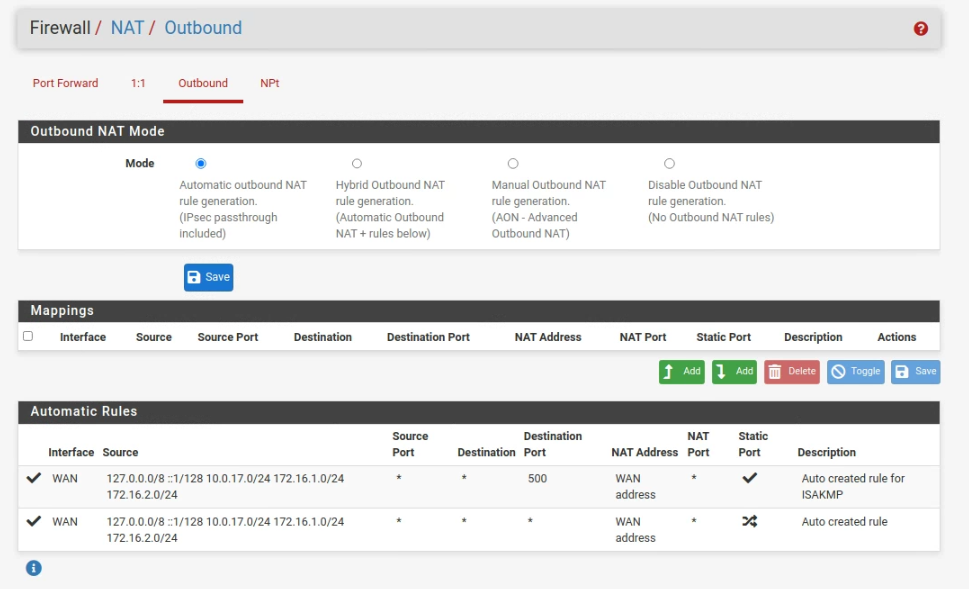 Firewall / NAT / Outbound
Port Forward 1:1 Outbound NPt
Outbound NAT Mode
Mode
Automatic outbound NAT
rule generation.
(IPsec passthrough
included)
Hybrid Outbound NAT
rule generation.
(Automatic Outbound
NAT + rules below)
Manual Outbound NAT
rule generation.
(AON - Advanced
Outbound NAT)
Disable Outbound NAT
rule generation.
(No Outbound NAT rules)
Save
Mappings
Interface Source Source Port Destination Destination Port NAT Address NAT Port Static Port Description Actions
Add Add Delete Toggle Save
Automatic Rules
Interface Source Source Port Destination Destination Port NAT Address NAT Port Static Port Description
WAN 127.0.0.0/8 ::1/128 10.0.17.0/24 172.16.1.0/24 * * 500 WAN * Auto created rule for
172.16.2.0/24 address ISAKMP
WAN 127.0.0.0/8 ::1/128 10.0.17.0/24 172.16.1.0/24 * * * WAN * Auto created rule
172.16.2.0/24 address